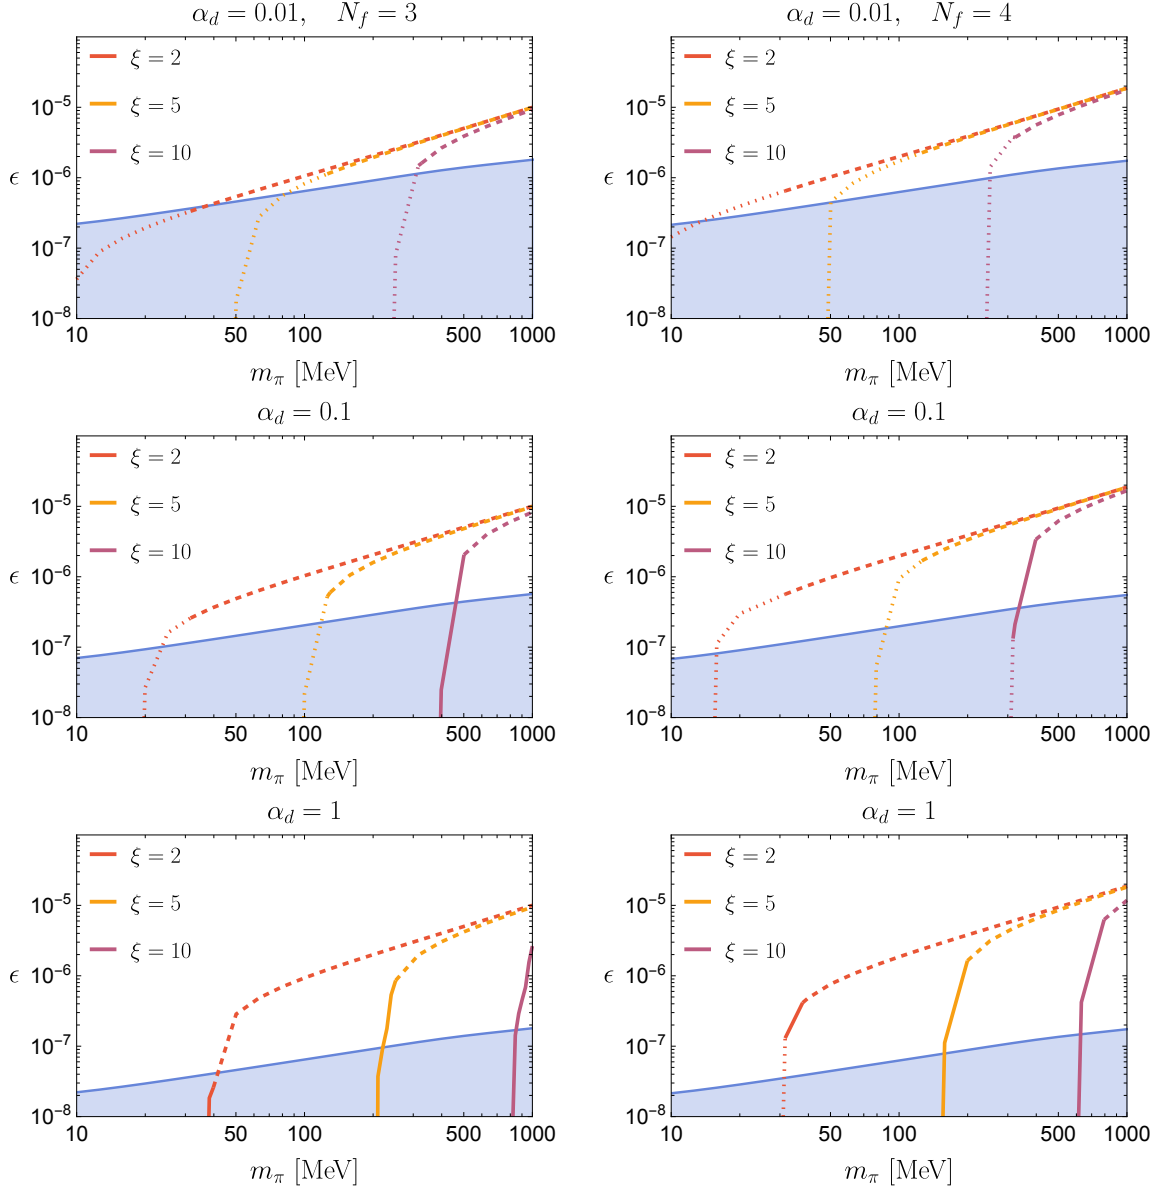 α_d = 0.01, N_f = 3
ξ = 2
ξ = 5
ξ = 10
ϵ
10^-5
10^-6
10^-7
10^-8
10 50 100 500 1000
m_π [MeV]
α_d = 0.01, N_f = 4
ξ = 2
ξ = 5
ξ = 10
ϵ
10^-5
10^-6
10^-7
10^-8
10 50 100 500 1000
m_π [MeV]
α_d = 0.1
ξ = 2
ξ = 5
ξ = 10
ϵ
10^-5
10^-6
10^-7
10^-8
10 50 100 500 1000
m_π [MeV]
α_d = 0.1
ξ = 2
ξ = 5
ξ = 10
ϵ
10^-5
10^-6
10^-7
10^-8
10 50 100 500 1000
m_π [MeV]
α_d = 1
ξ = 2
ξ = 5
ξ = 10
ϵ
10^-5
10^-6
10^-7
10^-8
10 50 100 500 1000
m_π [MeV]
α_d = 1
ξ = 2
ξ = 5
ξ = 10
ϵ
10^-5
10^-6
10^-7
10^-8
10 50 100 500 1000
m_π [MeV]